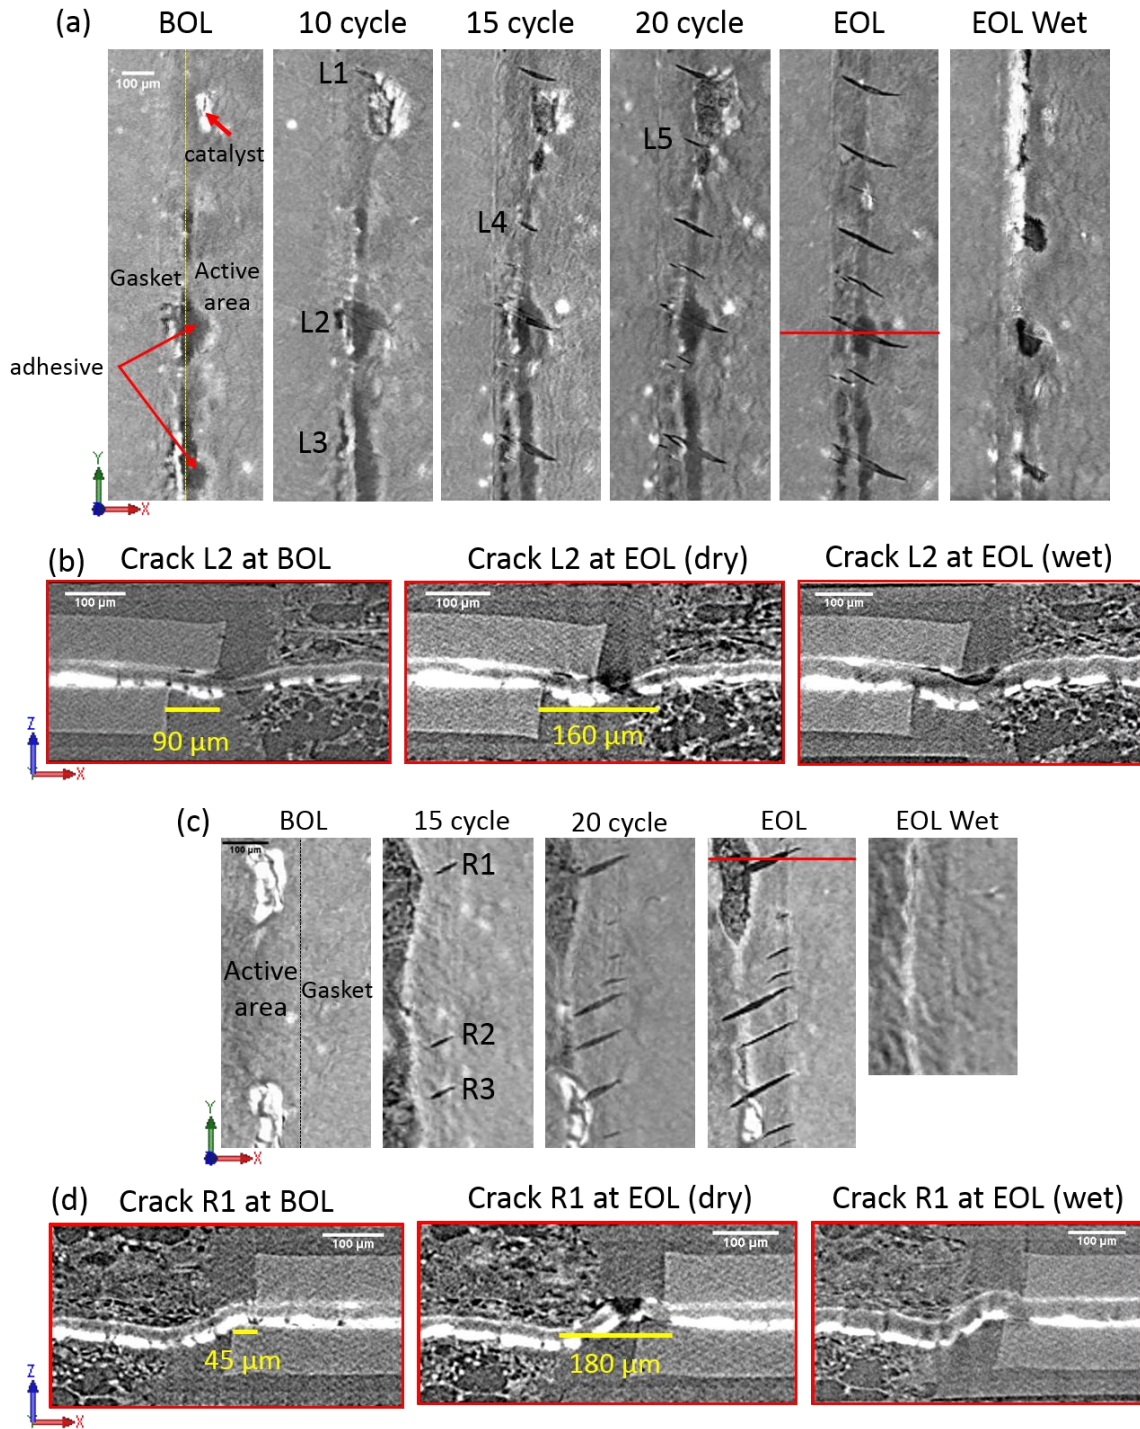 (a)
BOL
10 cycle
15 cycle
20 cycle
EOL
EOL Wet
100 µm
L1
catalyst
L5
L4
Gasket
Active
area
L2
adhesive
L3
Y
X
(b)
Crack L2 at BOL
Crack L2 at EOL (dry)
Crack L2 at EOL (wet)
100 µm
100 µm
100 µm
90 µm
160 µm
Z
X
(c)
BOL
15 cycle
20 cycle
EOL
EOL Wet
100 µm
R1
Active
area
Gasket
R2
R3
Y
X
(d)
Crack R1 at BOL
Crack R1 at EOL (dry)
Crack R1 at EOL (wet)
100 µm
100 µm
100 µm
45 µm
180 µm
Z
X